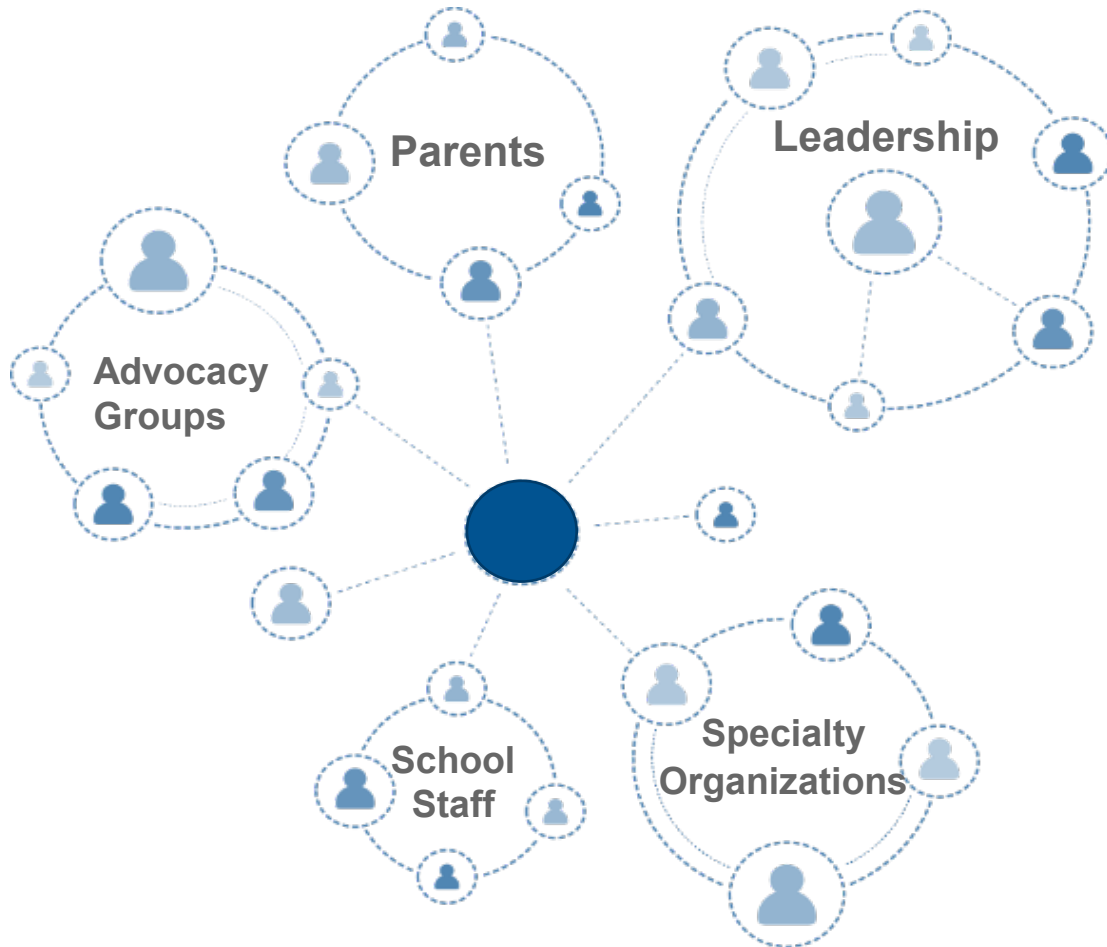 Parents
Leadership
Advocacy
Groups
School
Staff
Specialty
Organizations